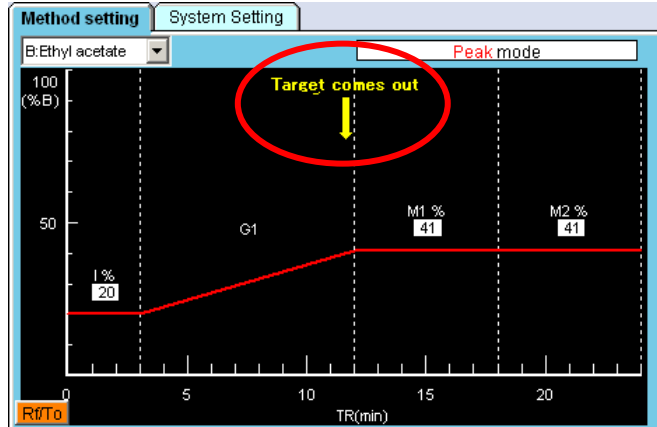 Method setting
System Setting
B:Ethyl acetate
Peak mode
100
(%B)
Target comes out
50
G1
M1 %
41
M2 %
41
I %
20
0
5
10
15
20
Rf/To
TR(min)